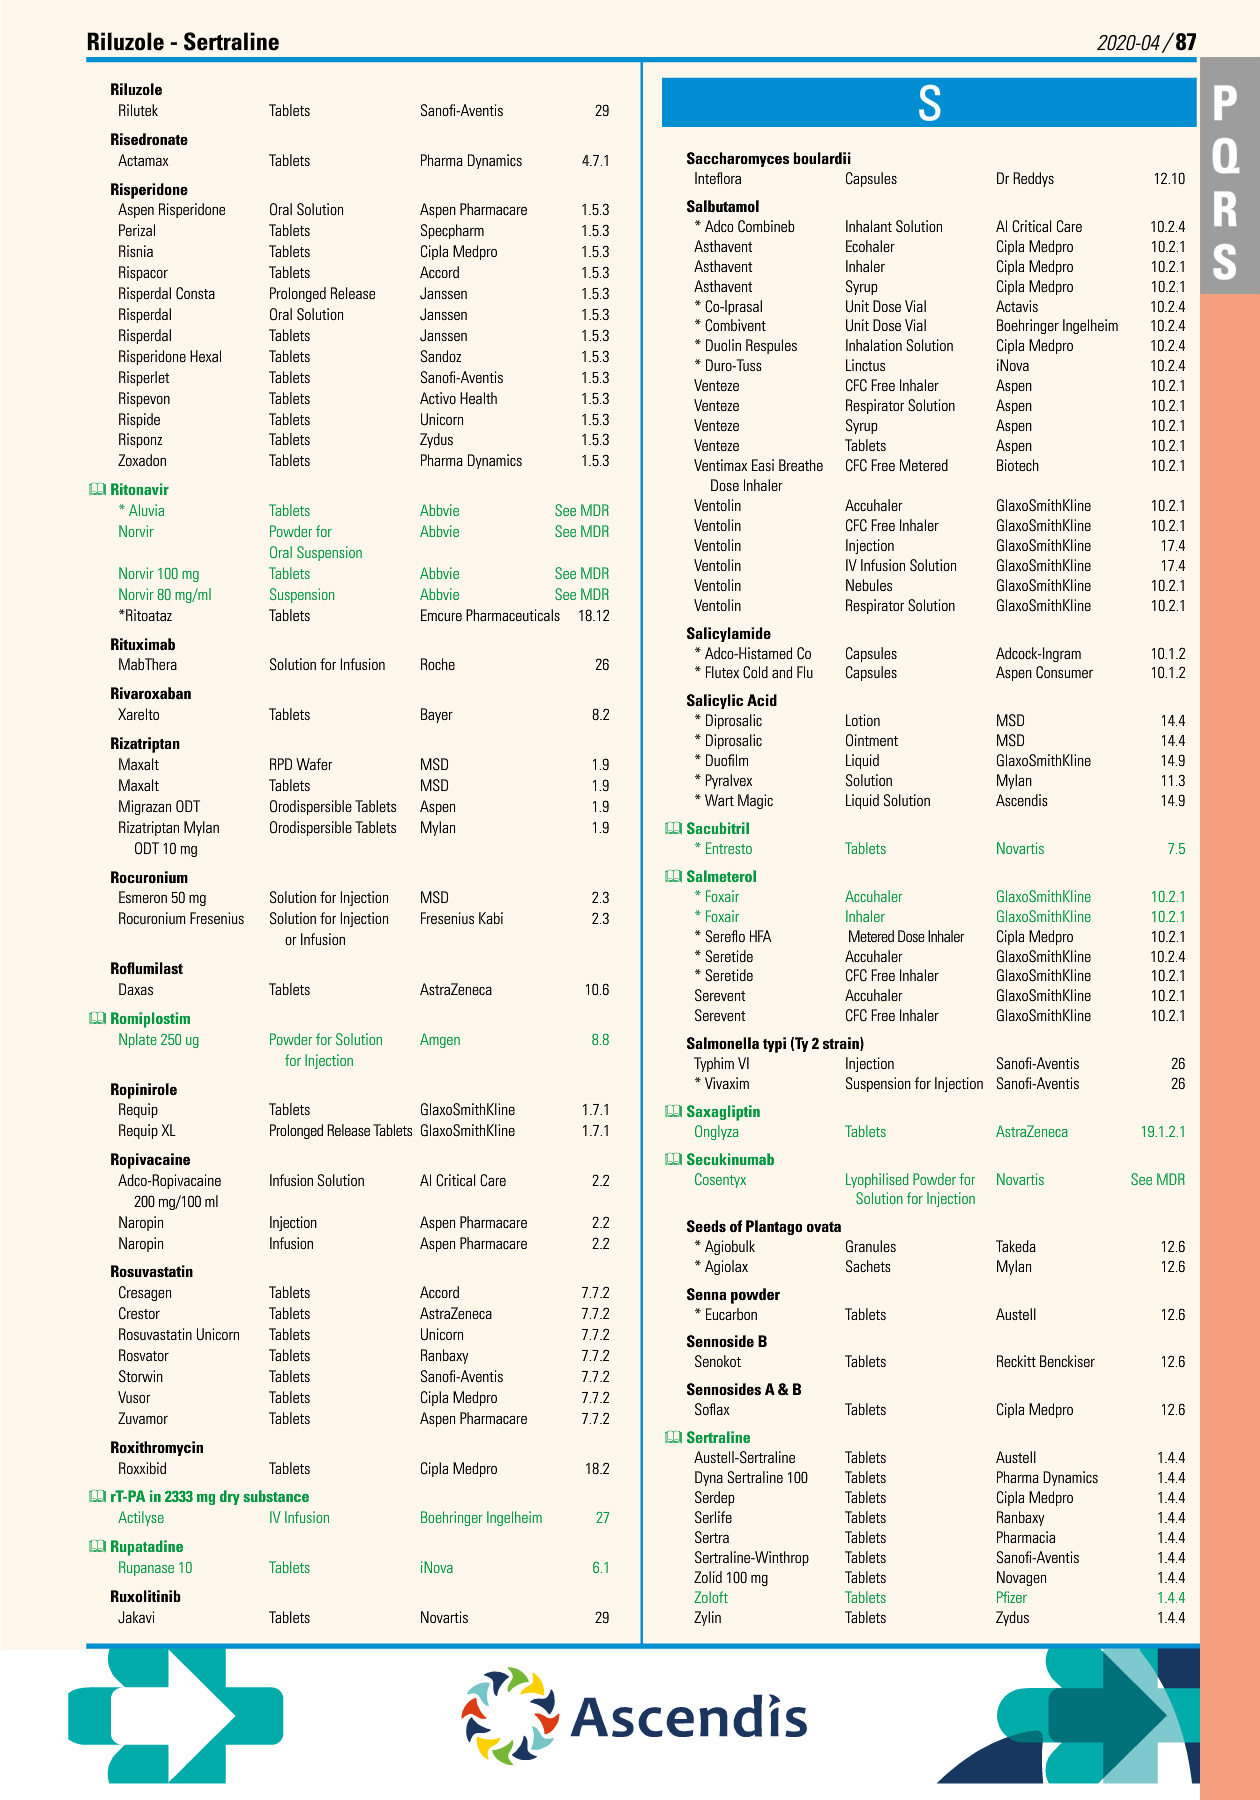 Riluzole - Sertraline
2020-04 / 87
Riluzole
Rilutek Tablets Sanofi-Aventis 29
Risedronate
Actamax Tablets Pharma Dynamics 4.7.1
Risperidone
Aspen Risperidone Oral Solution Aspen Pharmacare 1.5.3
Perizal Tablets Specpharm 1.5.3
Risnia Tablets Cipla Medpro 1.5.3
Rispacor Tablets Accord 1.5.3
Risperdal Consta Prolonged Release Janssen 1.5.3
Risperdal Oral Solution Janssen 1.5.3
Risperdal Tablets Janssen 1.5.3
Risperidone Hexal Tablets Sandoz 1.5.3
Risperlet Tablets Sanofi-Aventis 1.5.3
Rispevon Tablets Activo Health 1.5.3
Rispide Tablets Unicorn 1.5.3
Risponz Tablets Zydus 1.5.3
Zoxadon Tablets Pharma Dynamics 1.5.3
Ritonavir
* Aluvia Tablets Abbvie See MDR
Norvir Powder for Abbvie See MDR
Oral Suspension
Norvir 100 mg Tablets Abbvie See MDR
Norvir 80 mg/ml Suspension Abbvie See MDR
*Ritoataz Tablets Emcure Pharmaceuticals 18.12
Rituximab
MabThera Solution for Infusion Roche 26
Rivaroxaban
Xarelto Tablets Bayer 8.2
Rizatriptan
Maxalt RPD Wafer MSD 1.9
Maxalt Tablets MSD 1.9
Migrazan ODT Orodispersible Tablets Aspen 1.9
Rizatriptan Mylan Orodispersible Tablets Mylan 1.9
ODT 10 mg
Rocuronium
Esmeron 50 mg Solution for Injection MSD 2.3
Rocuronium Fresenius Solution for Injection Fresenius Kabi 2.3
or Infusion
Roflumilast
Daxas Tablets AstraZeneca 10.6
Romiplostim
Nplate 250 ug Powder for Solution Amgen 8.8
for Injection
Ropinirole
Requip Tablets GlaxoSmithKline 1.7.1
Requip XL Prolonged Release Tablets GlaxoSmithKline 1.7.1
Ropivacaine
Adco-Ropivacaine Infusion Solution AI Critical Care 2.2
200 mg/100 ml
Naropin Injection Aspen Pharmacare 2.2
Naropin Infusion Aspen Pharmacare 2.2
Rosuvastatin
Cresagen Tablets Accord 7.7.2
Crestor Tablets AstraZeneca 7.7.2
Rosuvastatin Unicorn Tablets Unicorn 7.7.2
Rosvator Tablets Ranbaxy 7.7.2
Storwin Tablets Sanofi-Aventis 7.7.2
Vusor Tablets Cipla Medpro 7.7.2
Zuvamor Tablets Aspen Pharmacare 7.7.2
Roxithromycin
Roxxibid Tablets Cipla Medpro 18.2
rT-PA in 2333 mg dry substance
Actilyse IV Infusion Boehringer Ingelheim 27
Rupatadine
Rupanase 10 Tablets iNova 6.1
Ruxolitinib
Jakavi Tablets Novartis 29
S
Saccharomyces boulardii
Inteflora Capsules Dr Reddys 12.10
Salbutamol
* Adco Combineb Inhalant Solution AI Critical Care 10.2.4
Asthavent Ecohaler Cipla Medpro 10.2.1
Asthavent Inhaler Cipla Medpro 10.2.1
Asthavent Syrup Cipla Medpro 10.2.1
* Co-Iprasal Unit Dose Vial Actavis 10.2.4
* Combivent Unit Dose Vial Boehringer Ingelheim 10.2.4
* Duolin Respules Inhalation Solution Cipla Medpro 10.2.4
* Duro-Tuss Linctus iNova 10.2.4
Venteze CFC Free Inhaler Aspen 10.2.1
Venteze Respirator Solution Aspen 10.2.1
Venteze Syrup Aspen 10.2.1
Venteze Tablets Aspen 10.2.1
Ventimax Easi Breathe CFC Free Metered Biotech 10.2.1
Dose Inhaler
Ventolin Accuhaler GlaxoSmithKline 10.2.1
Ventolin CFC Free Inhaler GlaxoSmithKline 10.2.1
Ventolin Injection GlaxoSmithKline 17.4
Ventolin IV Infusion Solution GlaxoSmithKline 17.4
Ventolin Nebules GlaxoSmithKline 10.2.1
Ventolin Respirator Solution GlaxoSmithKline 10.2.1
Salicylamide
* Adco-Histamed Co Capsules Adcock-Ingram 10.1.2
* Flutex Cold and Flu Capsules Aspen Consumer 10.1.2
Salicylic Acid
* Diprosalic Lotion MSD 14.4
* Diprosalic Ointment MSD 14.4
* Duofilm Liquid GlaxoSmithKline 14.9
* Pyralvex Solution Mylan 11.3
* Wart Magic Liquid Solution Ascendis 14.9
Sacubitril
* Entresto Tablets Novartis 7.5
Salmeterol
* Foxair Accuhaler GlaxoSmithKline 10.2.1
* Foxair Inhaler GlaxoSmithKline 10.2.1
* Sereflo HFA Metered Dose Inhaler Cipla Medpro 10.2.1
* Seretide Accuhaler GlaxoSmithKline 10.2.4
* Seretide CFC Free Inhaler GlaxoSmithKline 10.2.1
Serevent Accuhaler GlaxoSmithKline 10.2.1
Serevent CFC Free Inhaler GlaxoSmithKline 10.2.1
Salmonella typi (Ty 2 strain)
Typhim VI Injection Sanofi-Aventis 26
* Vivaxim Suspension for Injection Sanofi-Aventis 26
Saxagliptin
Onglyza Tablets AstraZeneca 19.1.2.1
Secukinumab
Cosentyx Lyophilised Powder for Novartis See MDR
Solution for Injection
Seeds of Plantago ovata
* Agiobulk Granules Takeda 12.6
* Agiolax Sachets Mylan 12.6
Senna powder
* Eucarbon Tablets Austell 12.6
Sennoside B
Senokot Tablets Reckitt Benckiser 12.6
Sennosides A & B
Soflax Tablets Cipla Medpro 12.6
Sertraline
Austell-Sertraline Tablets Austell 1.4.4
Dyna Sertraline 100 Tablets Pharma Dynamics 1.4.4
Serdep Tablets Cipla Medpro 1.4.4
Serlife Tablets Ranbaxy 1.4.4
Sertra Tablets Pharmacia 1.4.4
Sertraline-Winthrop Tablets Sanofi-Aventis 1.4.4
Zolid 100 mg Tablets Novagen 1.4.4
Zoloft Tablets Pfizer 1.4.4
Zylin Tablets Zydus 1.4.4
P
Q
R
S
Ascendis